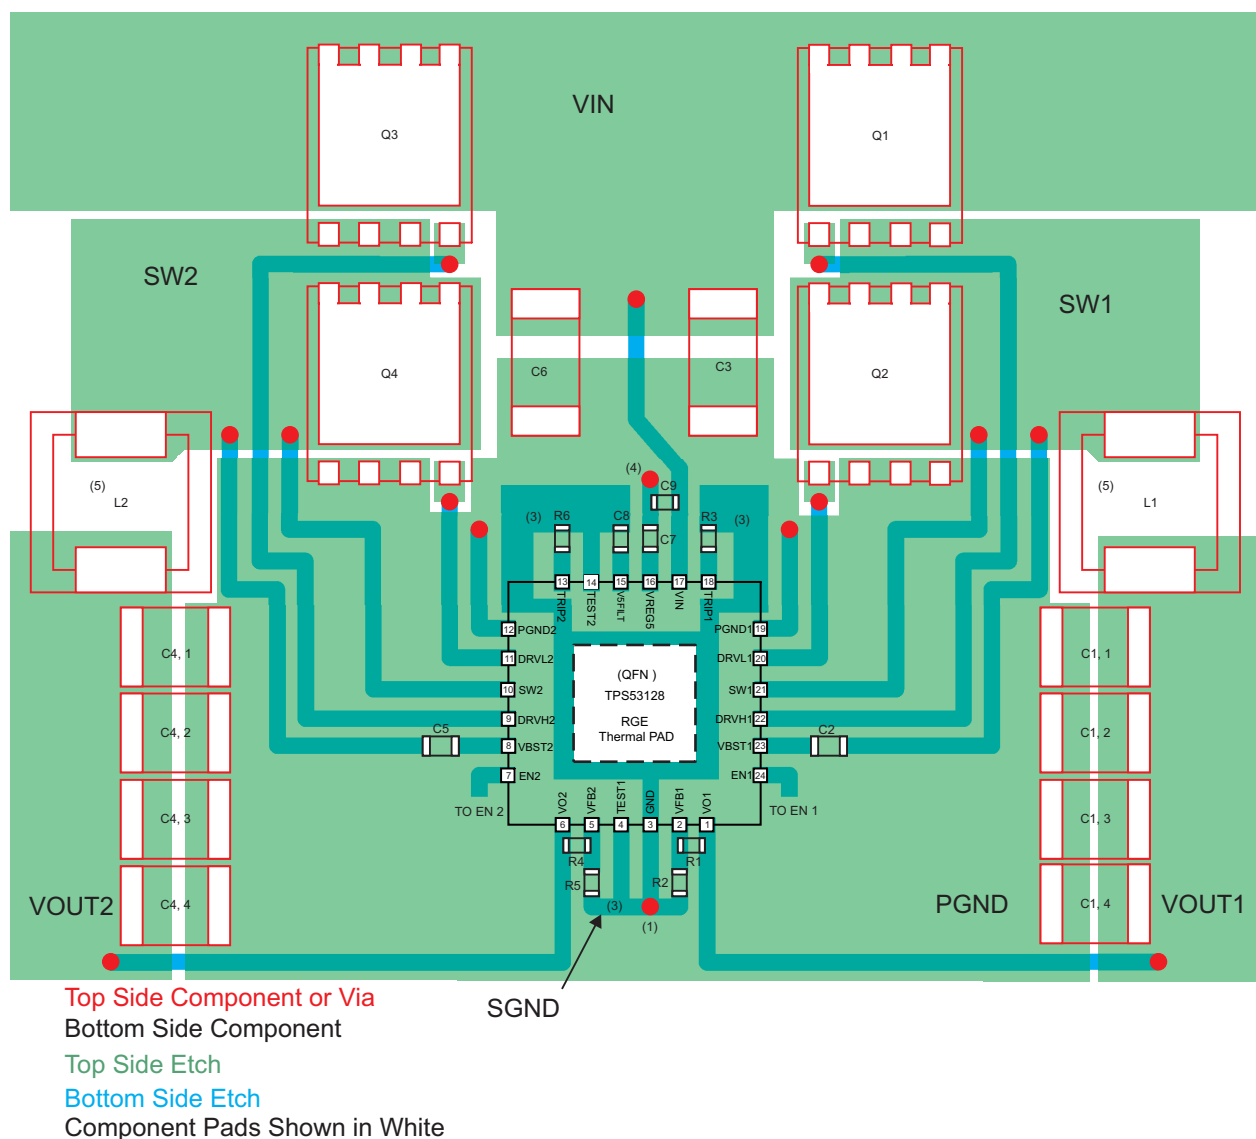 VIN
Q3
Q1
SW2
SW1
Q4
C6
C3
Q2
(5)
L2
(5)
L1
(4)
C9
(3)
R6
C8
C7
R3
(3)
13
14
15
16
17
18
TRIP2
TEST2
V5FILT
VREG5
VIN
TRIP1
12 PGND2
PGND1 19
11 DRVL2
DRVL1 20
10 SW2
SW1 21
9 DRVH2
DRVH1 22
8 VBST2
VBST1 23
7 EN2
EN1 24
(QFN )
TPS53128
RGE
Thermal PAD
C5
C2
TO EN 2
TO EN 1
VO2
VFB2
TEST1
GND
VFB1
VO1
6
5
4
3
2
1
R4
R1
R5
R2
(3)
(1)
C4, 1
C4, 2
C4, 3
C4, 4
C1, 1
C1, 2
C1, 3
C1, 4
VOUT2
PGND
VOUT1
SGND
Top Side Component or Via
Bottom Side Component
Top Side Etch
Bottom Side Etch
Component Pads Shown in White